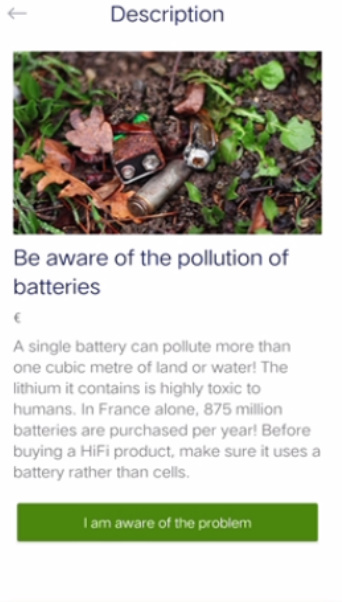 Description
Be aware of the pollution of
batteries
€
A single battery can pollute more than
one cubic metre of land or water! The
lithium it contains is highly toxic to
humans. In France alone, 875 million
batteries are purchased per year! Before
buying a HiFi product, make sure it uses a
battery rather than cells.
I am aware of the problem